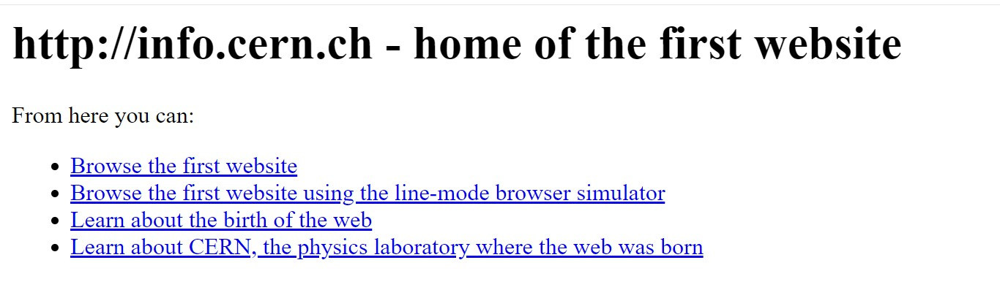 http://info.cern.ch - home of the first website
From here you can:
Browse the first website
Browse the first website using the line-mode browser simulator
Learn about the birth of the web
Learn about CERN, the physics laboratory where the web was born